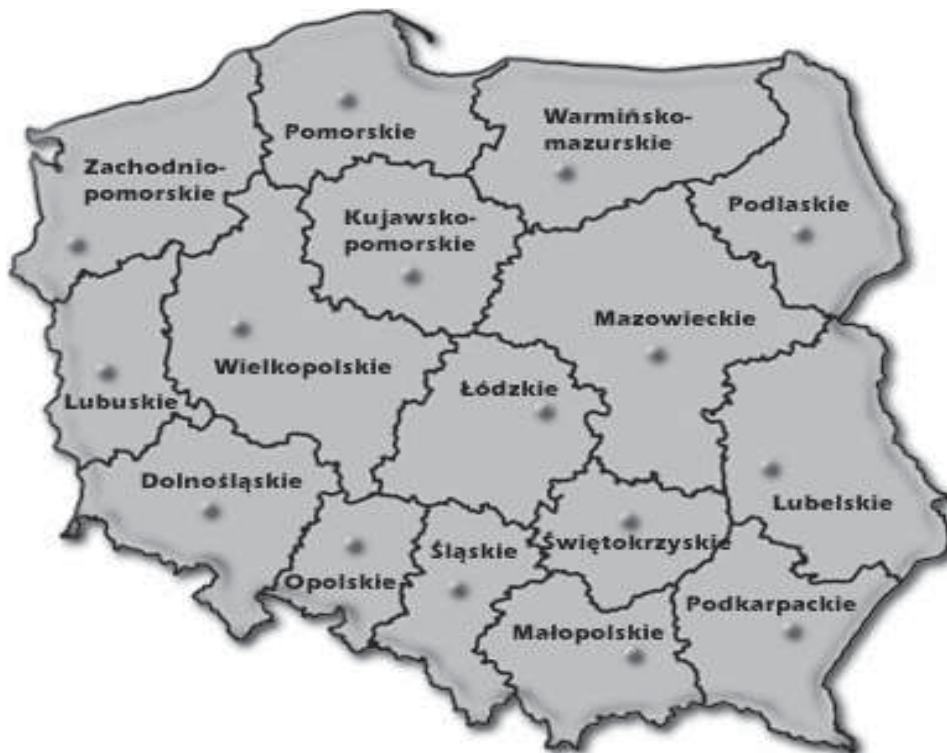 Pomorskie
Warmińsko-
mazurskie
Zachodnio-
pomorskie
Kujawsko-
pomorskie
Podlaskie
Mazowieckie
Wielkopolskie
Łódzkie
Lubuskie
Dolnośląskie
Lubelskie
Śląskie
Świętokrzyskie
Opolskie
Podkarpackie
Małopolskie